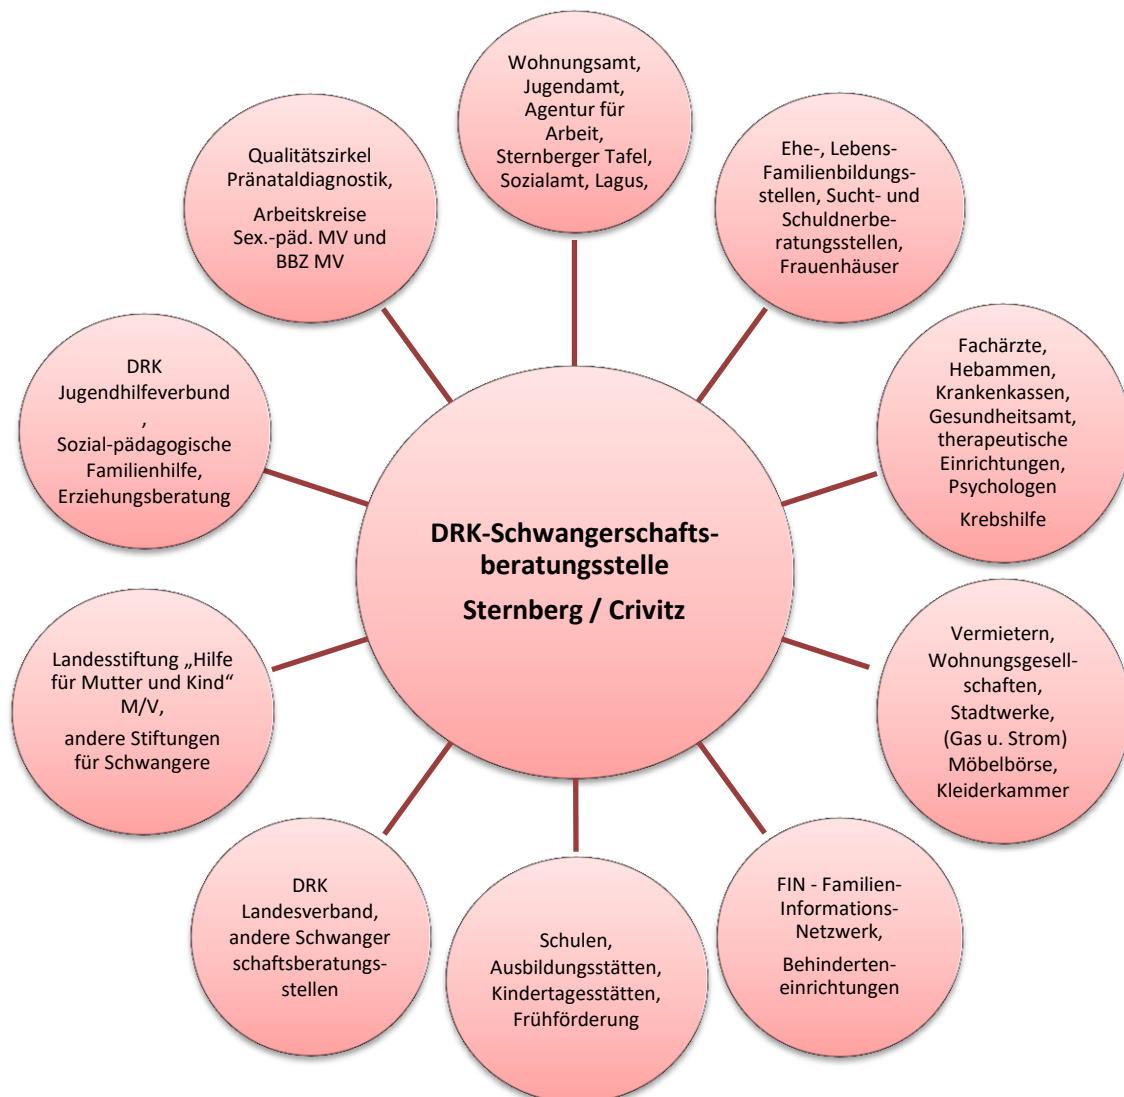 Wohnungsamt,
Jugendamt,
Agentur für
Arbeit,
Sternberger Tafel,
Sozialamt, Lagus,
Ehe-, Lebens-
Familienbildungs-
stellen, Sucht- und
Schuldnerbe-
ratungsstellen,
Frauenhäuser
Fachärzte,
Hebammen,
Krankenkassen,
Gesundheitsamt,
therapeutische
Einrichtungen,
Psychologen
Krebshilfe
Vermietern,
Wohnungsgesell-
schaften,
Stadtwerke,
(Gas u. Strom)
Möbelbörse,
Kleiderkammer
FIN - Familien-
Informations-
Netzwerk,
Behinderten-
einrichtungen
Schulen,
Ausbildungsstätten,
Kindertagesstätten,
Frühförderung
DRK
Landesverband,
andere Schwanger
schaftsberatungs-
stellen
Landesstiftung „Hilfe
für Mutter und Kind“
M/V,
andere Stiftungen
für Schwangere
DRK
Jugendhilfeverbund
,
Sozial-pädagogische
Familienhilfe,
Erziehungsberatung
Qualitätszirkel
Pränataldiagnostik,
Arbeitskreise
Sex.-päd. MV und
BBZ MV
DRK-Schwangerschafts-
beratungsstelle
Sternberg / Crivitz